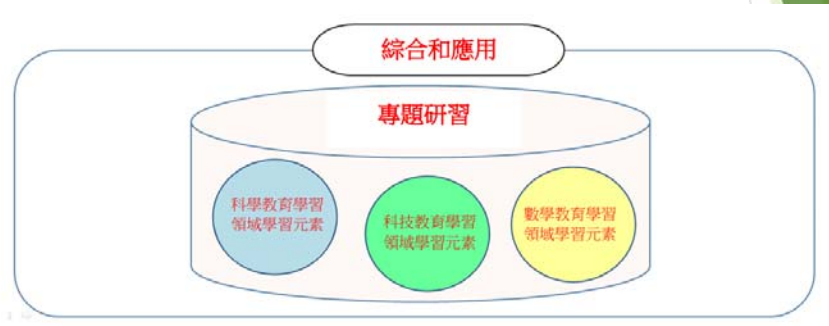 綜合和應用
專題研習
科學教育學習
領域學習元素
科技教育學習
領域學習元素
數學教育學習
領域學習元素